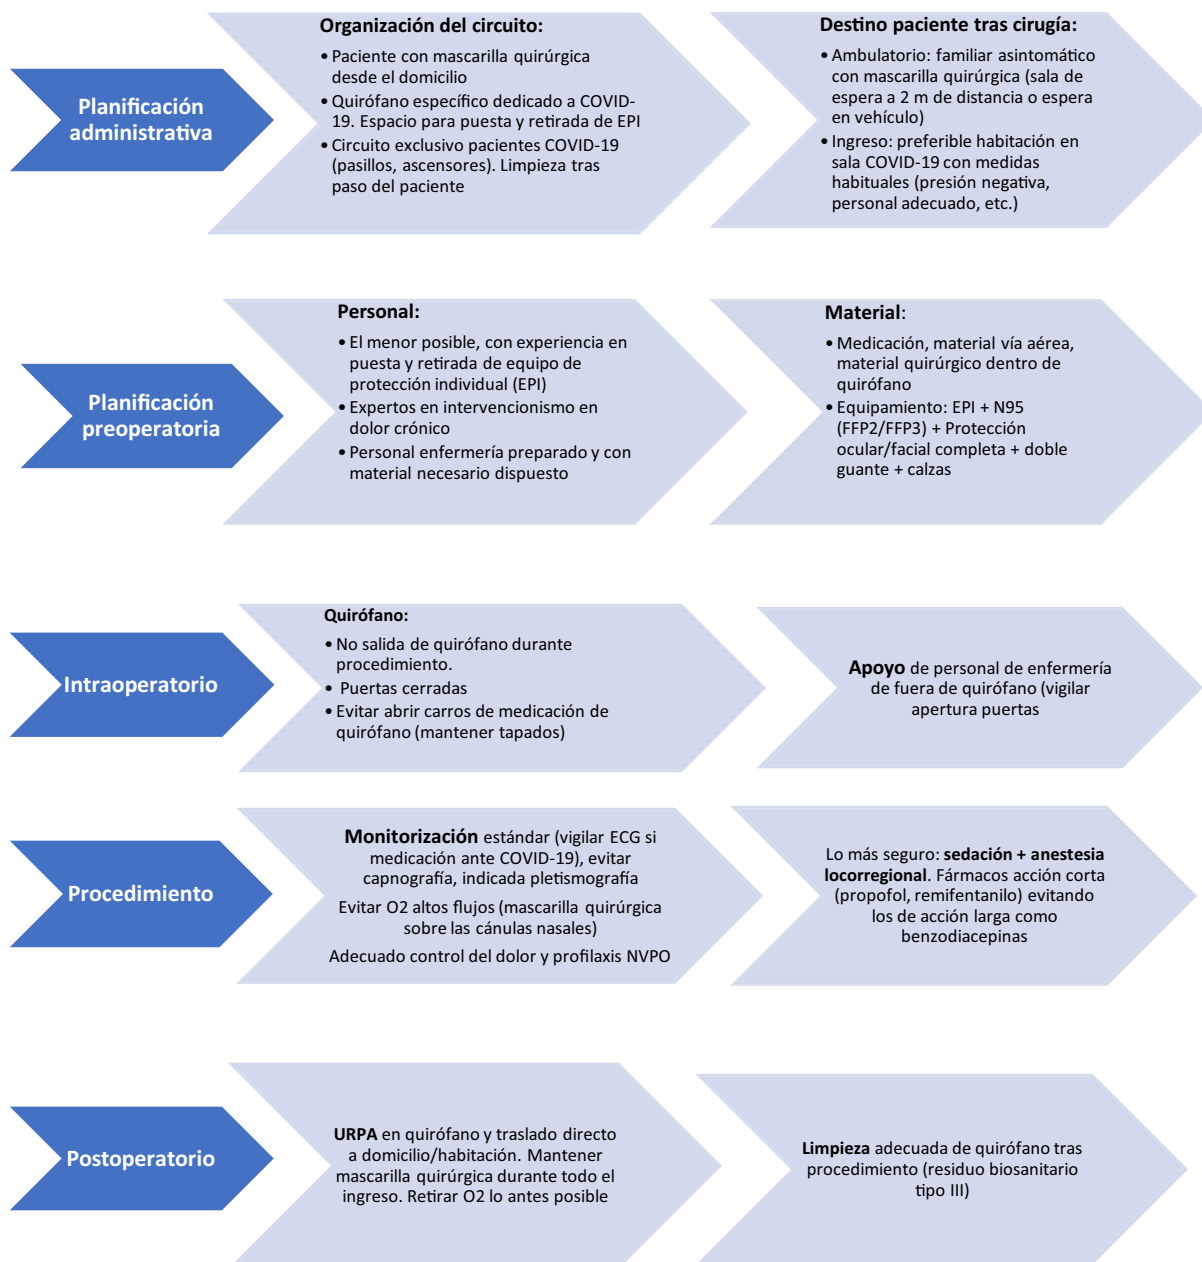 Planificación
administrativa
Organización del circuito:
• Paciente con mascarilla quirúrgica
desde el domicilio
• Quirófano específico dedicado a COVID-
19. Espacio para puesta y retirada de EPI
• Circuito exclusivo pacientes COVID-19
(pasillos, ascensores). Limpieza tras
paso del paciente
Destino paciente tras cirugía:
• Ambulatorio: familiar asintomático
con mascarilla quirúrgica (sala de
espera a 2 m de distancia o espera
en vehículo)
• Ingreso: preferible habitación en
sala COVID-19 con medidas
habituales (presión negativa,
personal adecuado, etc.)
Planificación
preoperatoria
Personal:
• El menor posible, con experiencia en
puesta y retirada de equipo de
protección individual (EPI)
• Expertos en intervencionismo en
dolor crónico
• Personal enfermería preparado y con
material necesario dispuesto
Material:
• Medicación, material vía aérea,
material quirúrgico dentro de
quirófano
• Equipamiento: EPI + N95
(FFP2/FFP3) + Protección
ocular/facial completa + doble
guante + calzas
Intraoperatorio
Quirófano:
• No salida de quirófano durante
procedimiento.
• Puertas cerradas
• Evitar abrir carros de medicación de
quirófano (mantener tapados)
Apoyo de personal de enfermería
de fuera de quirófano (vigilar
apertura puertas
Procedimiento
Monitorización estándar (vigilar ECG si
medicación ante COVID-19), evitar
capnografía, indicada pletismografía
Evitar O2 altos flujos (mascarilla quirúrgica
sobre las cánulas nasales)
Adecuado control del dolor y profilaxis NVPO
Lo más seguro: sedación + anestesia
locorregional. Fármacos acción corta
(propofol, remifentanilo) evitando
los de acción larga como
benzodiacepinas
Postoperatorio
URPA en quirófano y traslado directo
a domicilio/habitación. Mantener
mascarilla quirúrgica durante todo el
ingreso. Retirar O2 lo antes posible
Limpieza adecuada de quirófano tras
procedimiento (residuo biosanitario
tipo III)